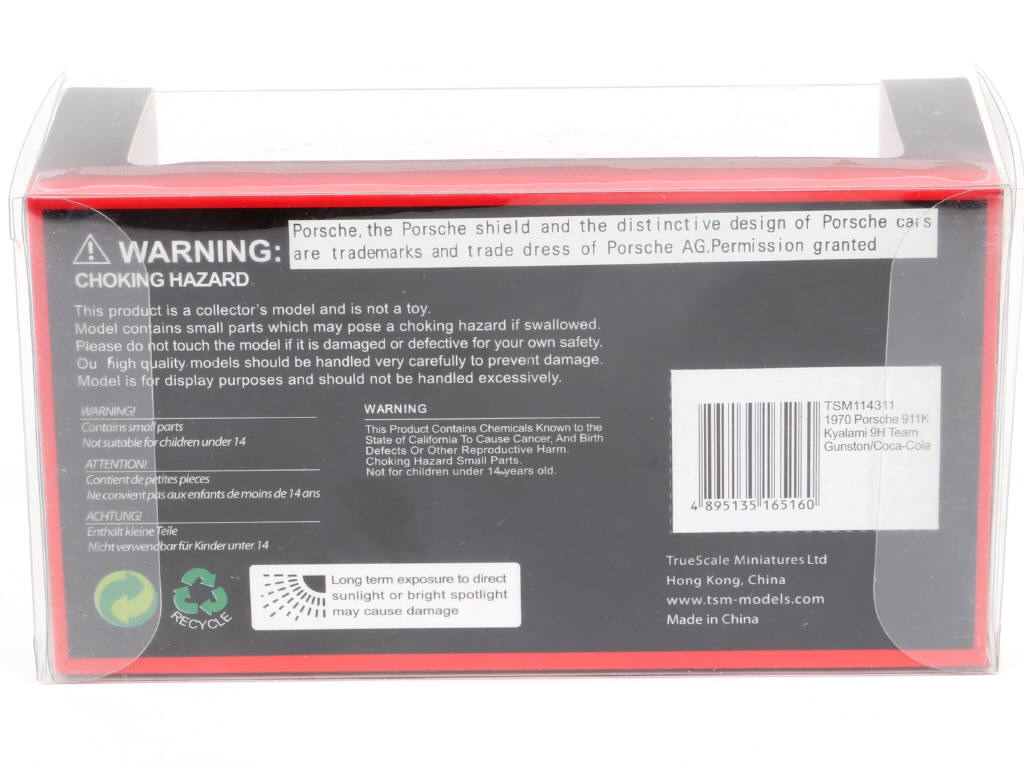 Porsche, the Porsche shield and the distinctive design of Porsche cars
are trademarks and trade dress of Porsche AG.Permission granted
WARNING:
CHOKING HAZARD
This product is a collector's model and is not a toy.
Model contains small parts which may pose a choking hazard if swallowed.
Please do not touch the model if it is damaged or defective for your own safety.
Ou high quality models should be handled very carefully to prevent damage.
Model is for display purposes and should not be handled excessively.
WARNING!
Contains small parts
Not suitable for children under 14
ATTENTION!
Contient de petites pieces
Ne convient pas aux enfants de moins de 14 ans
ACHTUNG!
Enthält kleine Teile
Nicht verwendbar für Kinder unter 14
WARNING
This Product Contains Chemicals Known to the
State of California To Cause Cancer, And Birth
Defects Or Other Reproductive Harm.
Choking Hazard Small Parts.
Not for children under 14 years old.
TSM114311
1970 Porsche 911K
Kyalami 9H Team
Gunston/Coca-Cola
4 895135 165160
RECYCLE
Long term exposure to direct
sunlight or bright spotlight
may cause damage
TrueScale Miniatures Ltd
Hong Kong, China
www.tsm-models.com
Made in China